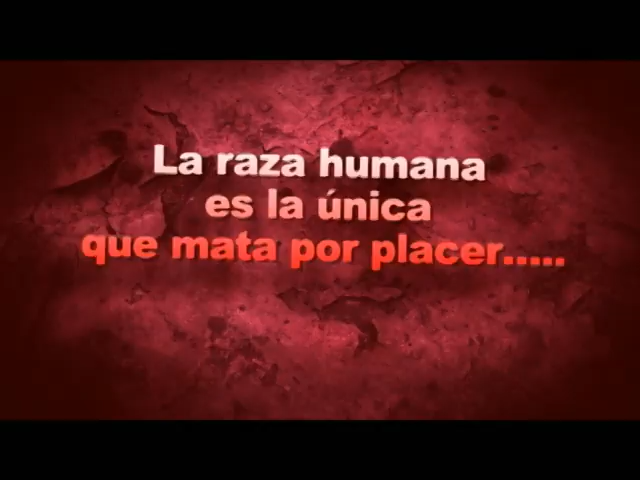 La raza humana
es la única
que mata por placer.....